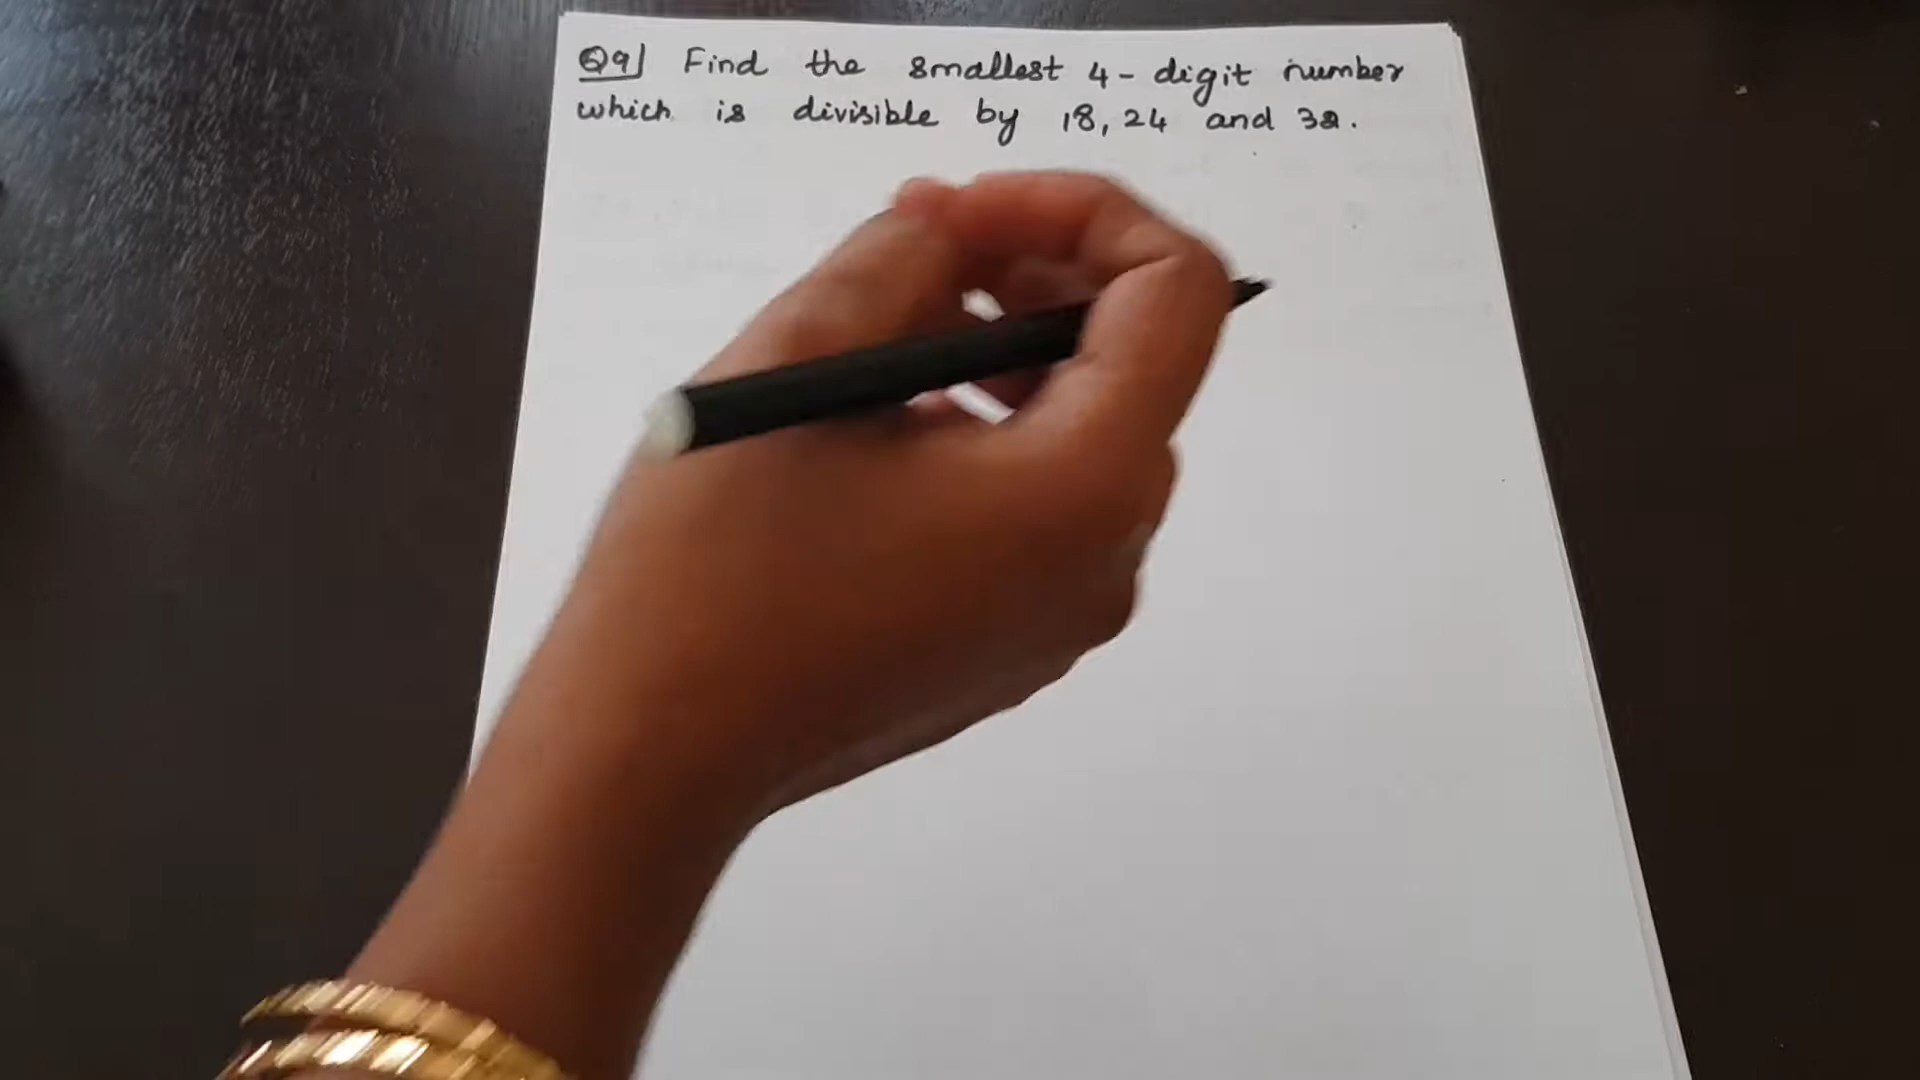 Q9| Find the smallest 4-digit number
which is divisible by 18, 24 and 32.